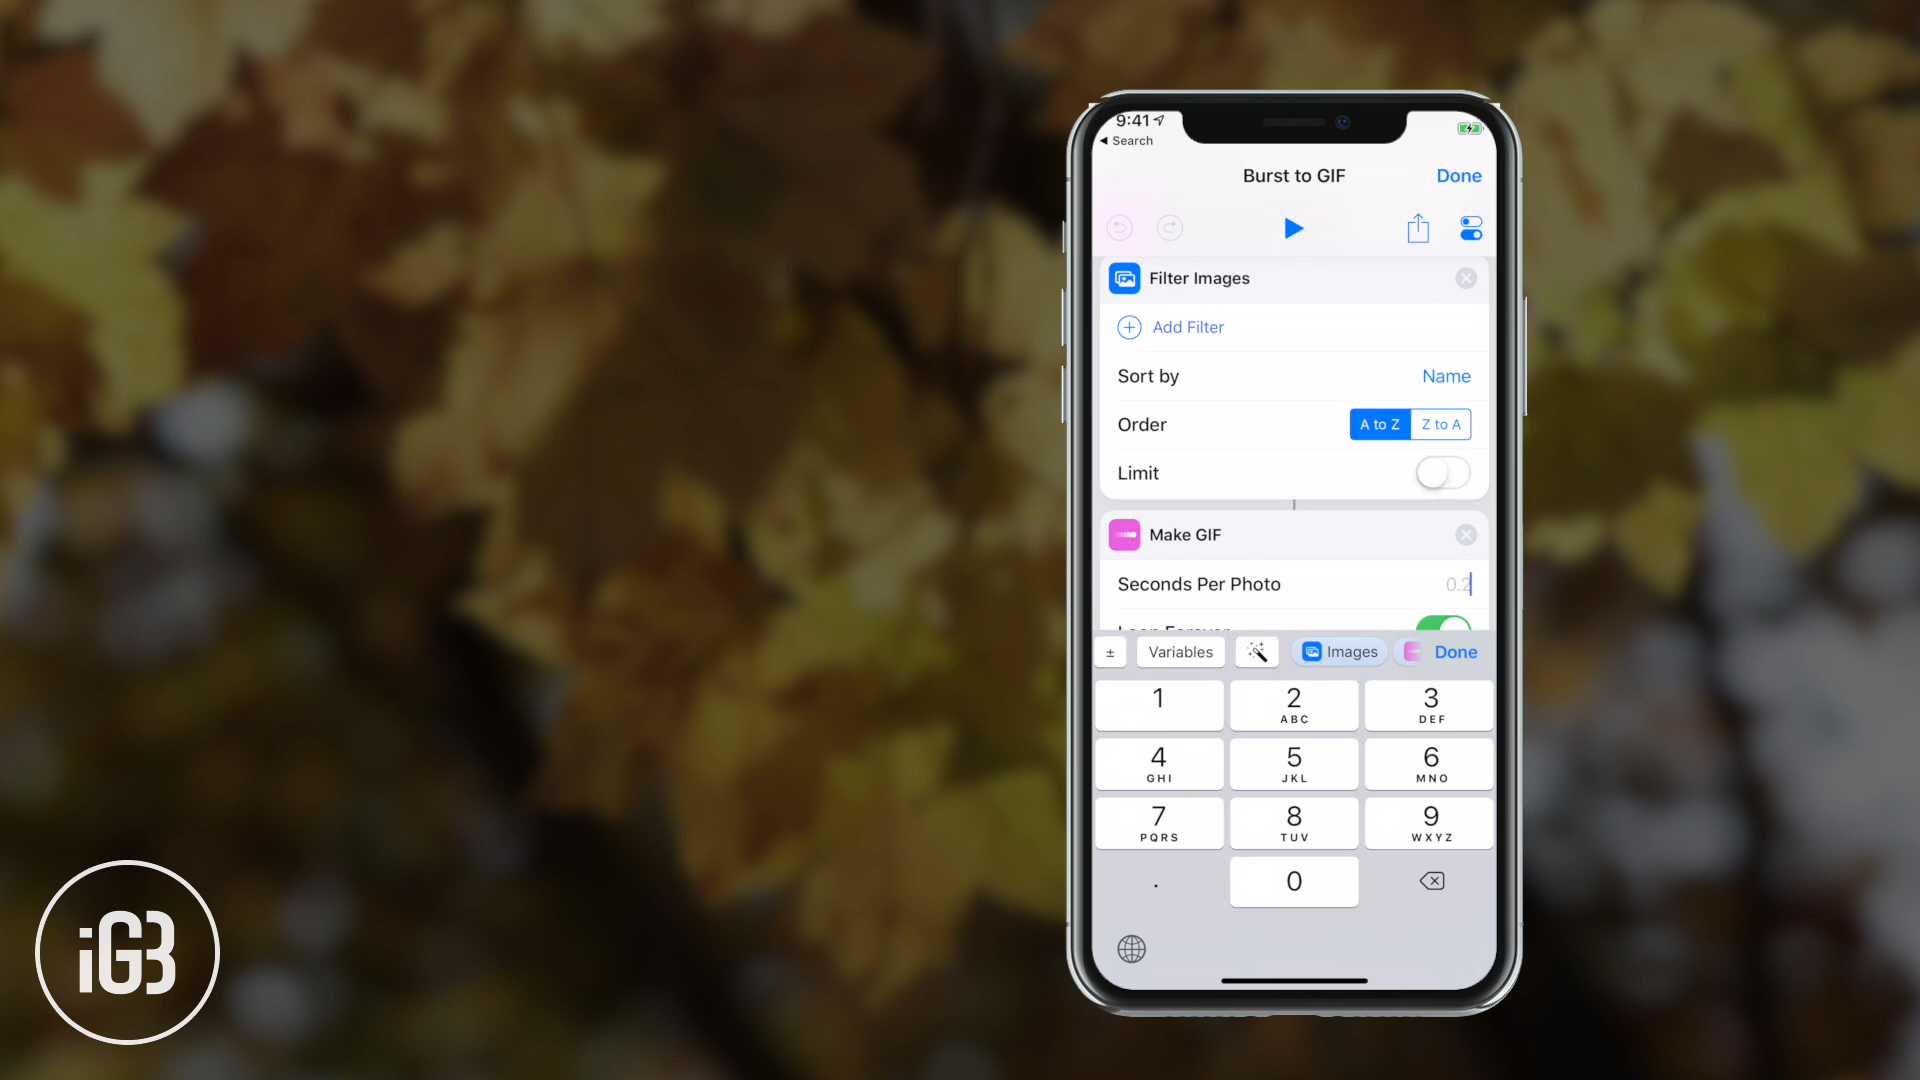 9:41
Search
Burst to GIF
Done
Filter Images
Add Filter
Sort by
Name
Order
A to Z
Z to A
Limit
Make GIF
Seconds Per Photo
0.2
Loop Forever
±
Variables
Images
Done
1
2
ABC
3
DEF
4
GHI
5
JKL
6
MNO
7
PQRS
8
TUV
9
WXYZ
.
0
iGB